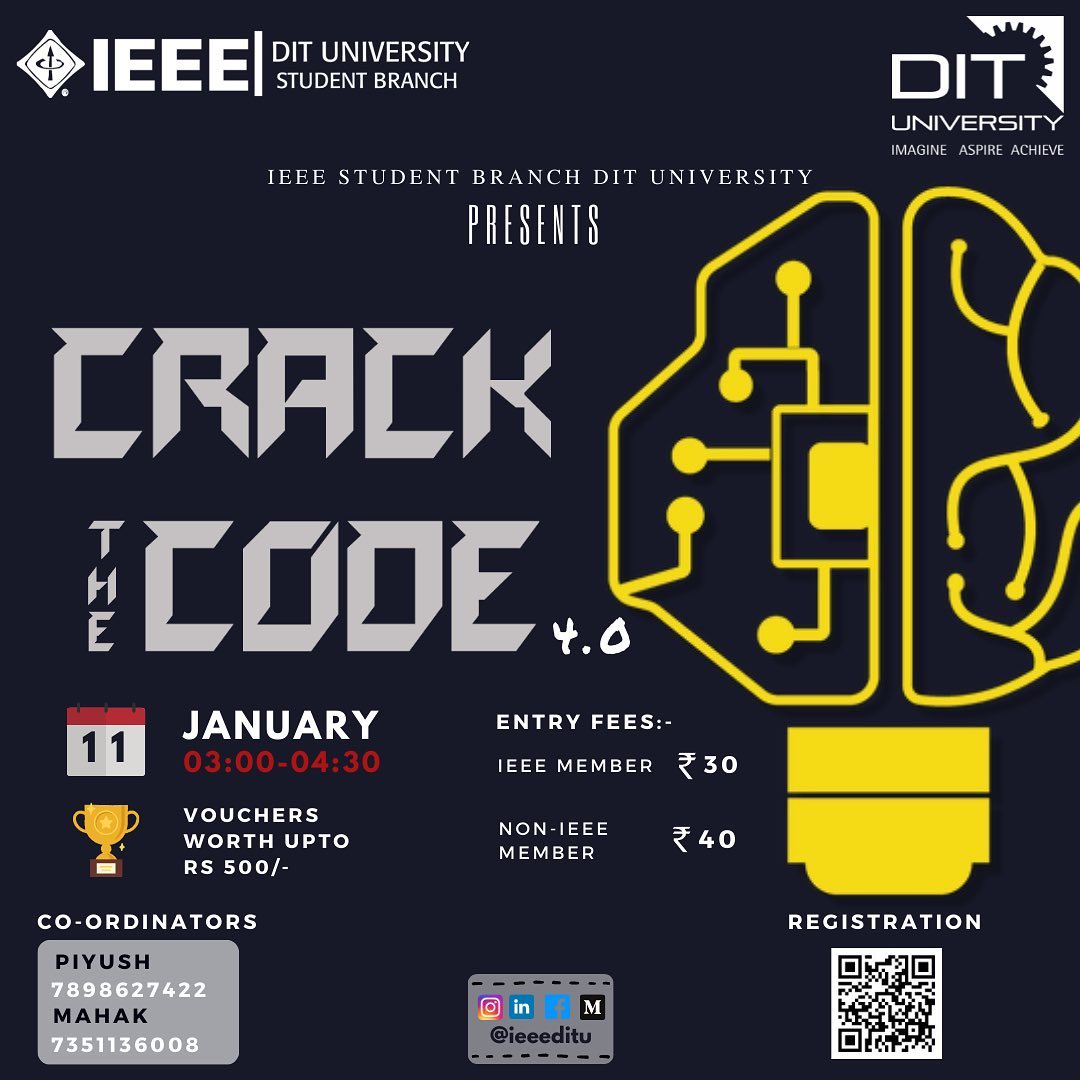 IEEE DIT UNIVERSITY
STUDENT BRANCH
DIT
UNIVERSITY
IMAGINE ASPIRE ACHIEVE
IEEE STUDENT BRANCH DIT UNIVERSITY
PRESENTS
CRACK
THE CODE 4.0
11
JANUARY
03:00-04:30
VOUCHERS
WORTH UPTO
RS 500/-
ENTRY FEES:-
IEEE MEMBER ₹ 30
NON-IEEE
MEMBER ₹ 40
CO-ORDINATORS
PIYUSH
7898627422
MAHAK
7351136008
in f M
@ieeeditu
REGISTRATION